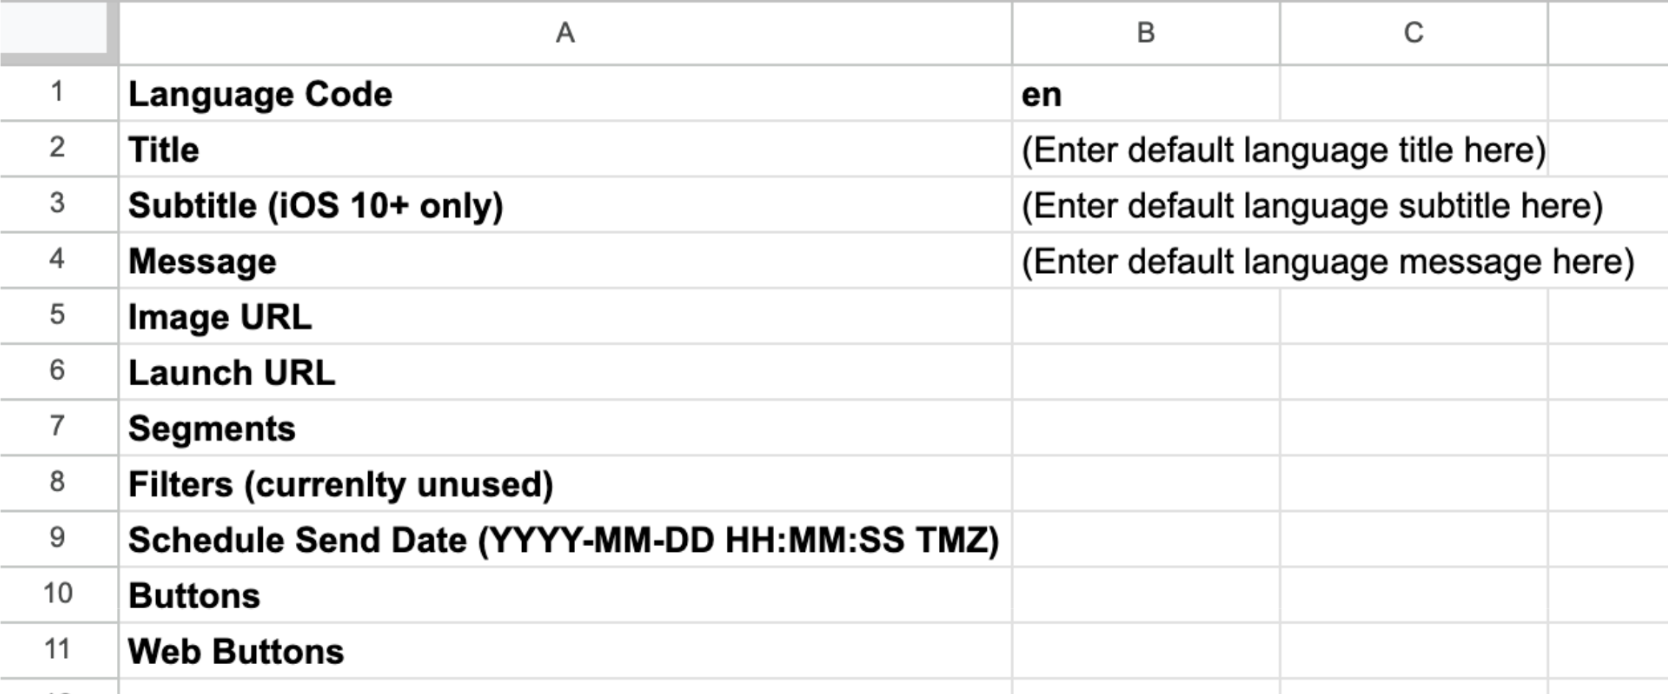 A B C
1 Language Code en
2 Title (Enter default language title here)
3 Subtitle (iOS 10+ only) (Enter default language subtitle here)
4 Message (Enter default language message here)
5 Image URL
6 Launch URL
7 Segments
8 Filters (currenlty unused)
9 Schedule Send Date (YYYY-MM-DD HH:MM:SS TMZ)
10 Buttons
11 Web Buttons